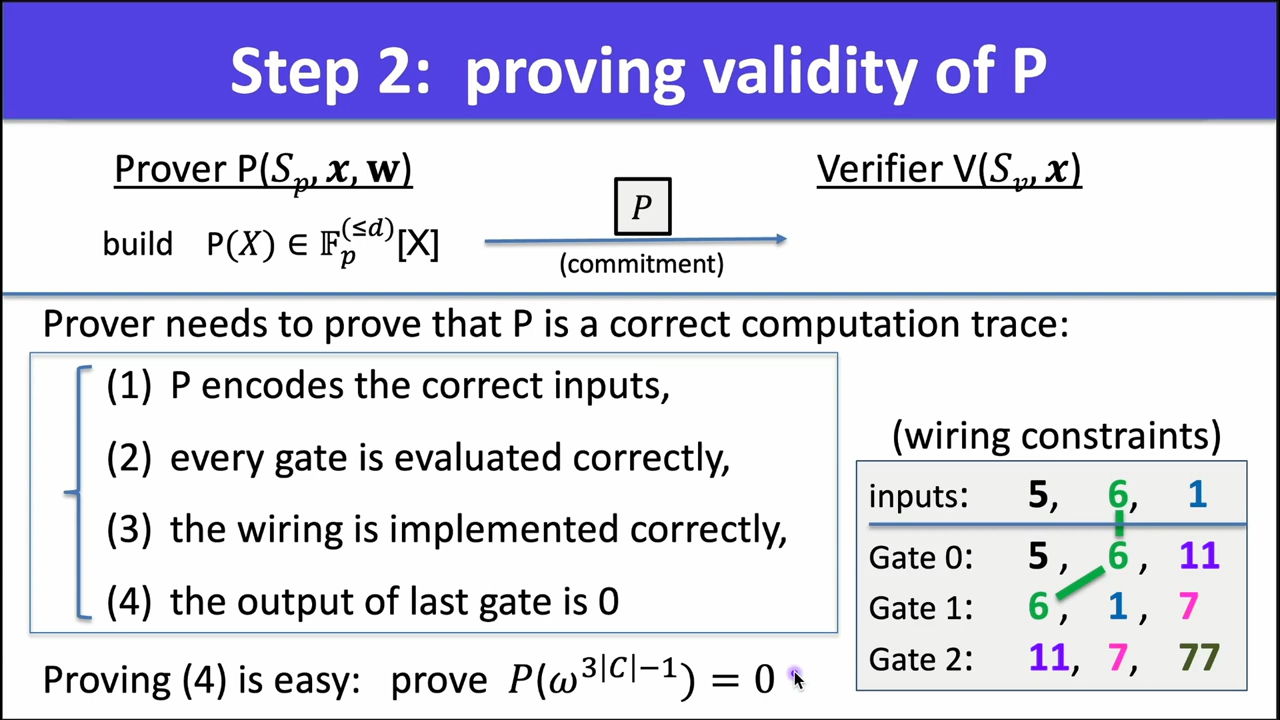 Step 2: proving validity of P
Prover P(Sₚ, x, w)
Verifier V(Sᵥ, x)
P
build P(X) ∈ 𝔽ₚ^(≤d)[X]
(commitment)
Prover needs to prove that P is a correct computation trace:
(1) P encodes the correct inputs,
(2) every gate is evaluated correctly,
(3) the wiring is implemented correctly,
(4) the output of last gate is 0
(wiring constraints)
inputs: 5, 6, 1
Gate 0: 5 , 6 , 11
Gate 1: 6 , 1 , 7
Gate 2: 11, 7, 77
Proving (4) is easy: prove P(ω^{3|C|−1}) = 0